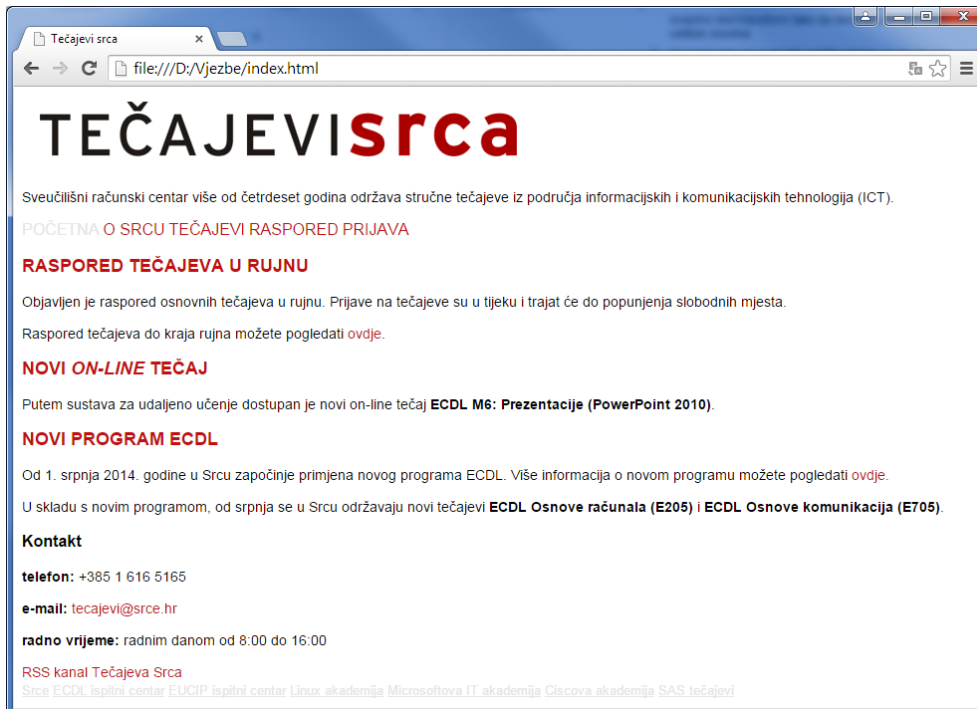 Tečajevi srca
file:///D:/Vjezbe/index.html
TEČAJEVIsrca
Sveučilišni računski centar više od četrdeset godina održava stručne tečajeve iz područja informacijskih i komunikacijskih tehnologija (ICT).
POČETNA O SRCU TEČAJEVI RASPORED PRIJAVA
RASPORED TEČAJEVA U RUJNU
Objavljen je raspored osnovnih tečajeva u rujnu. Prijave na tečajeve su u tijeku i trajat će do popunjenja slobodnih mjesta.
Raspored tečajeva do kraja rujna možete pogledati ovdje.
NOVI ON-LINE TEČAJ
Putem sustava za udaljeno učenje dostupan je novi on-line tečaj ECDL M6: Prezentacije (PowerPoint 2010).
NOVI PROGRAM ECDL
Od 1. srpnja 2014. godine u Srcu započinje primjena novog programa ECDL. Više informacija o novom programu možete pogledati ovdje.
U skladu s novim programom, od srpnja se u Srcu održavaju novi tečajevi ECDL Osnove računala (E205) i ECDL Osnove komunikacija (E705).
Kontakt
telefon: +385 1 616 5165
e-mail: tecajevi@srce.hr
radno vrijeme: radnim danom od 8:00 do 16:00
RSS kanal Tečajeva Srca
Srce ECDL ispitni centar EUCIP ispitni centar Linux akademija Microsoftova IT akademija Ciscova akademija SAS tečajevi